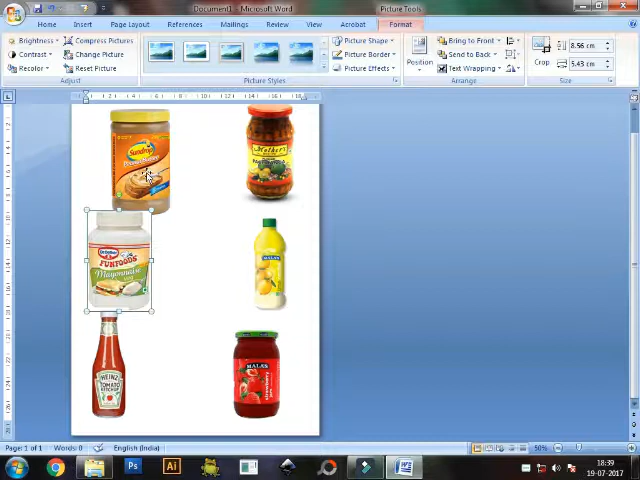 Document1 - Microsoft Word
Picture Tools
Home
Insert
Page Layout
References
Mailings
Review
View
Acrobat
Format
Brightness
Compress Pictures
Contrast
Change Picture
Recolor
Reset Picture
Adjust
Picture Styles
Picture Shape
Picture Border
Picture Effects
Position
Bring to Front
Send to Back
Text Wrapping
Arrange
Crop
8.56 cm
5.43 cm
Size
Sundrop
Peanut Butter
Mother's
FUNFOODS
Mayonnaise
MALAS
HEINZ
TOMATO
KETCHUP
MALAS
Page: 1 of 1
Words: 0
English (India)
50%
Ps
Ai
18:39
19-07-2017